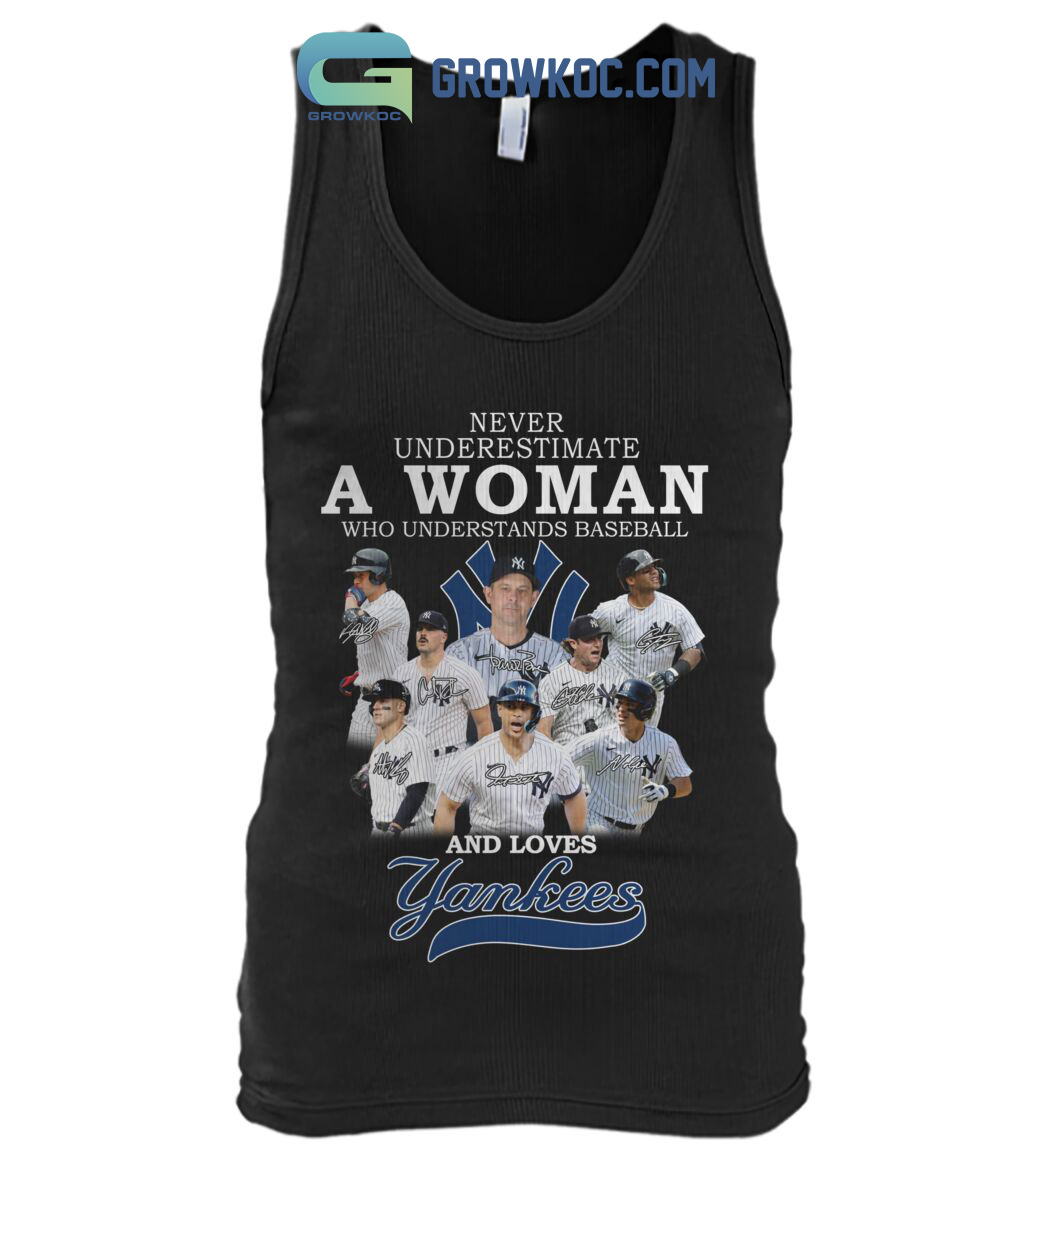 GROWKOC.COM
GROWKOC
NEVER
UNDERESTIMATE
A WOMAN
WHO UNDERSTANDS BASEBALL
AND LOVES
Yankees